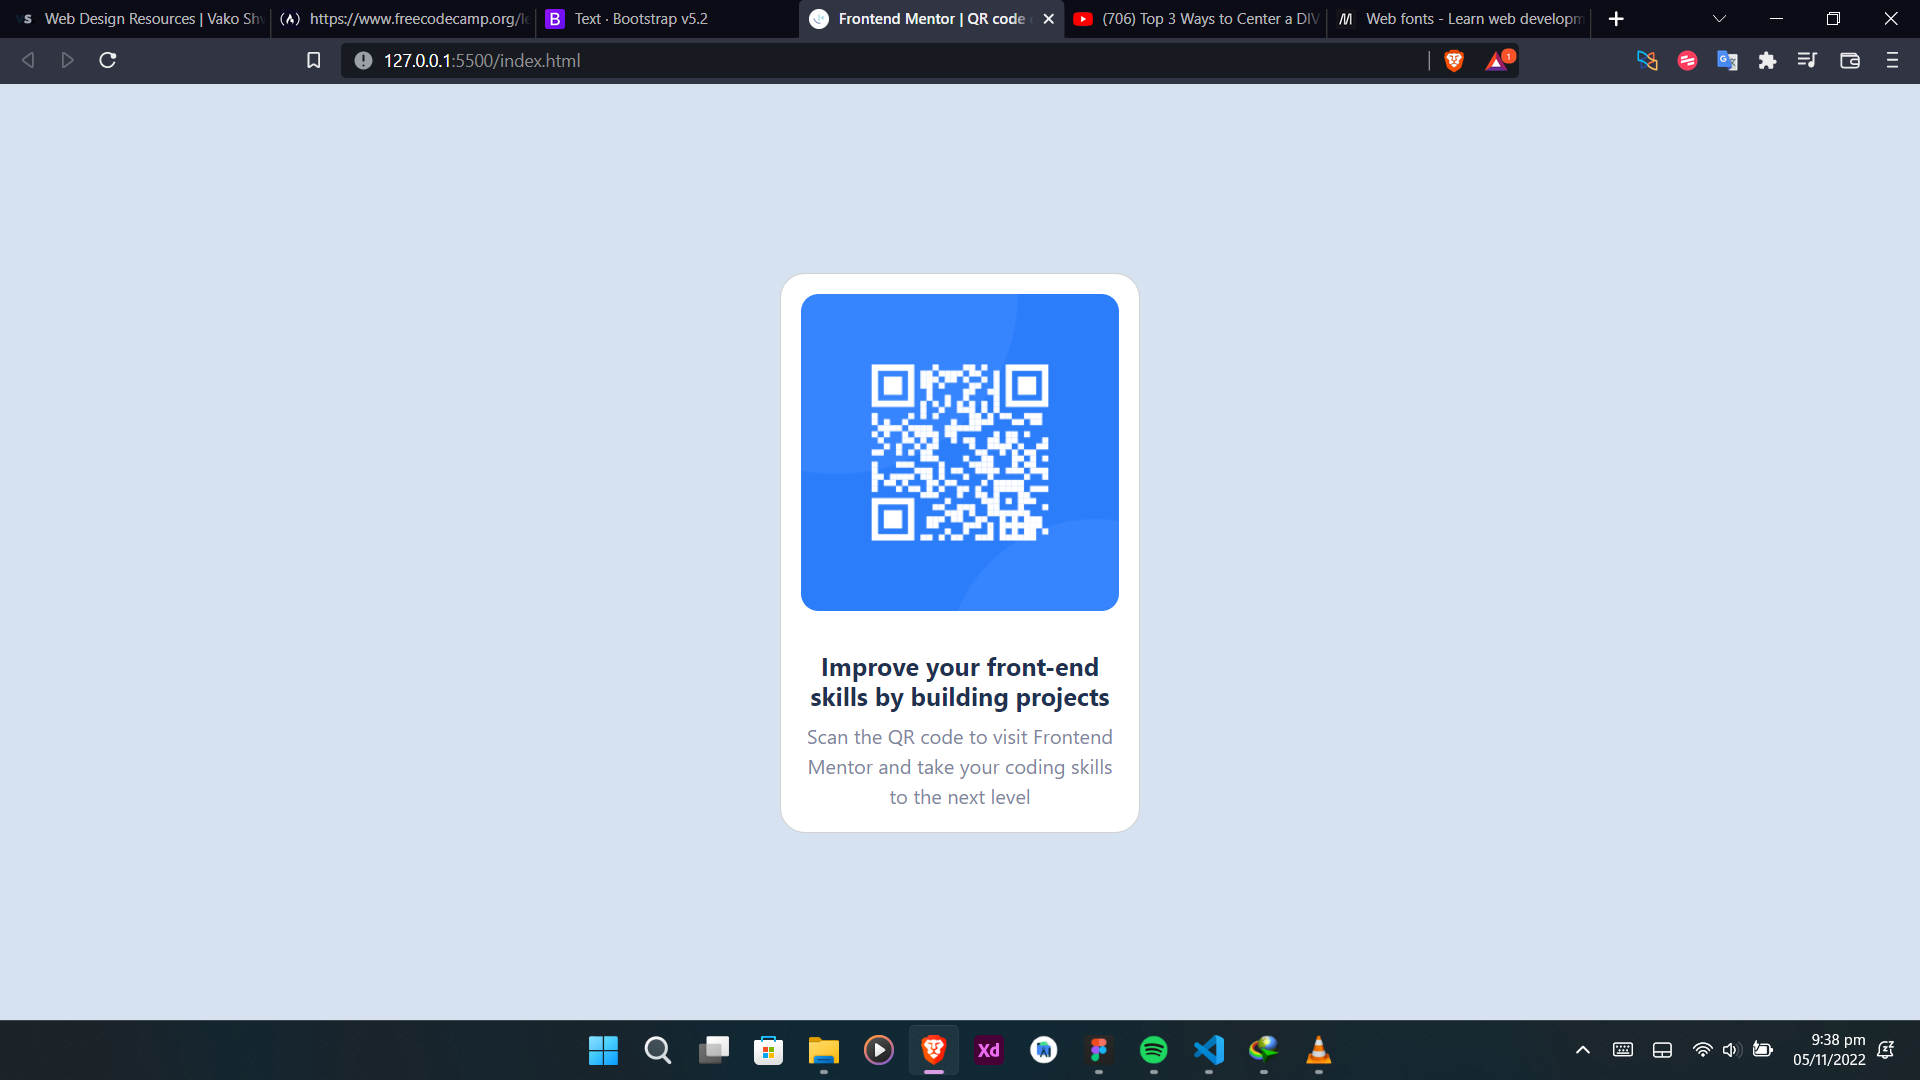 Web Design Resources | Vako Shv
https://www.freecodecamp.org/le
Text · Bootstrap v5.2
Frontend Mentor | QR code
(706) Top 3 Ways to Center a DIV
Web fonts - Learn web developm
127.0.0.1:5500/index.html
1
Improve your front-end
skills by building projects
Scan the QR code to visit Frontend
Mentor and take your coding skills
to the next level
Xd
9:38 pm
05/11/2022